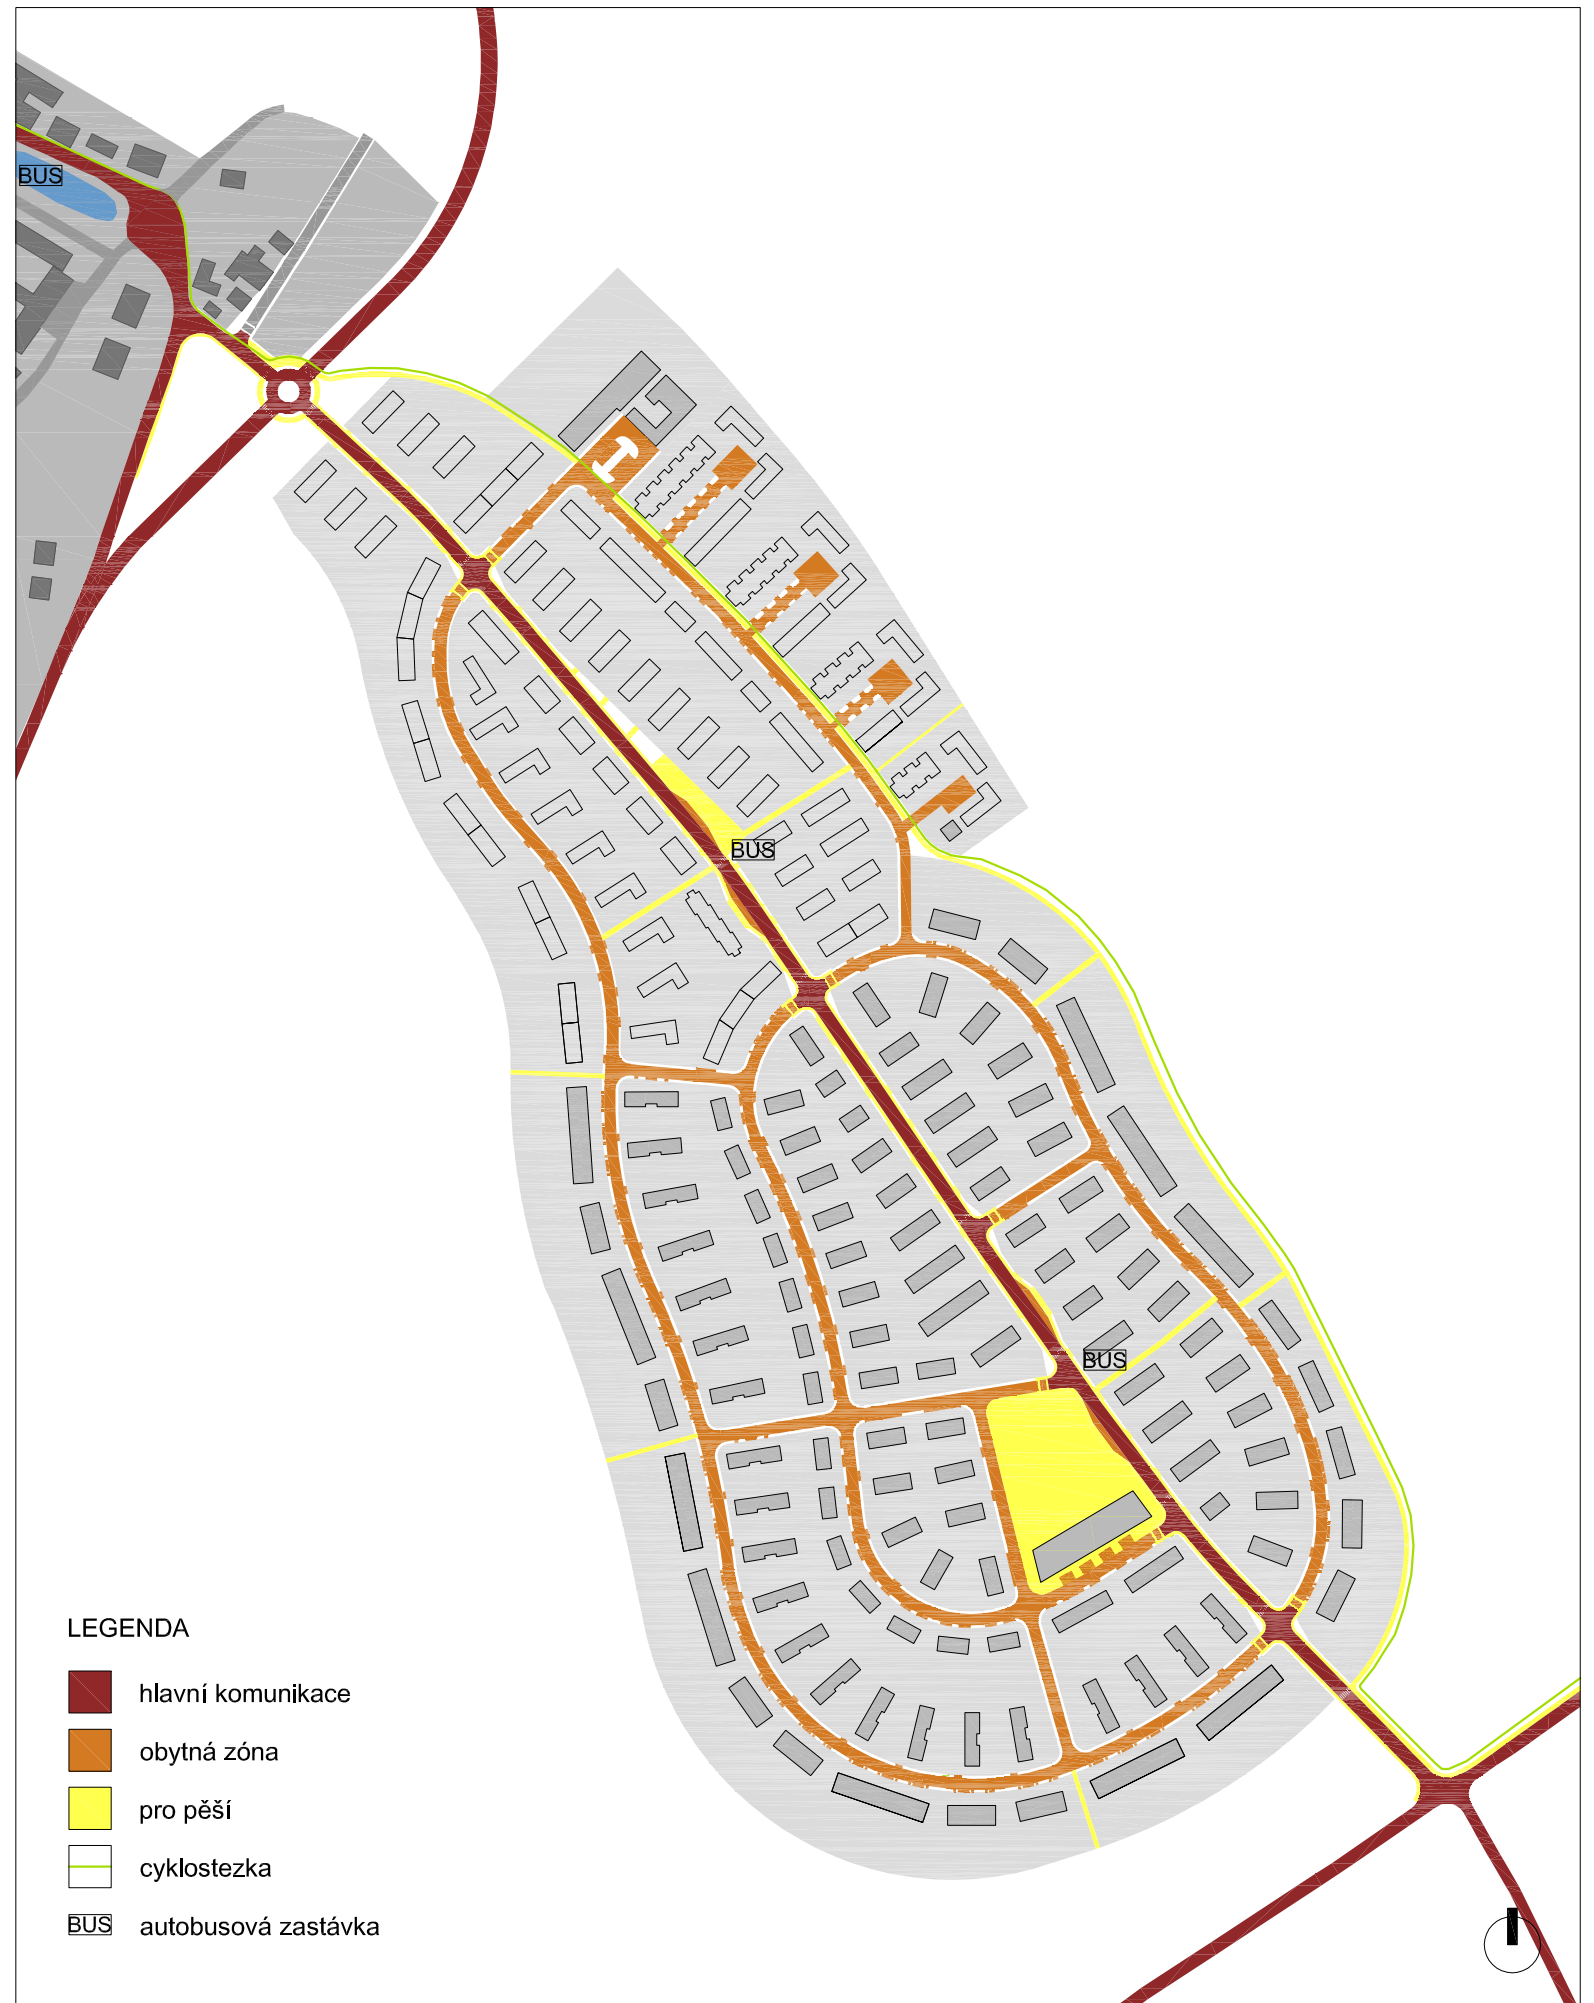 BUS
BUS
BUS
LEGENDA
hlavní komunikace
obytná zóna
pro pěší
cyklostezka
BUS autobusová zastávka